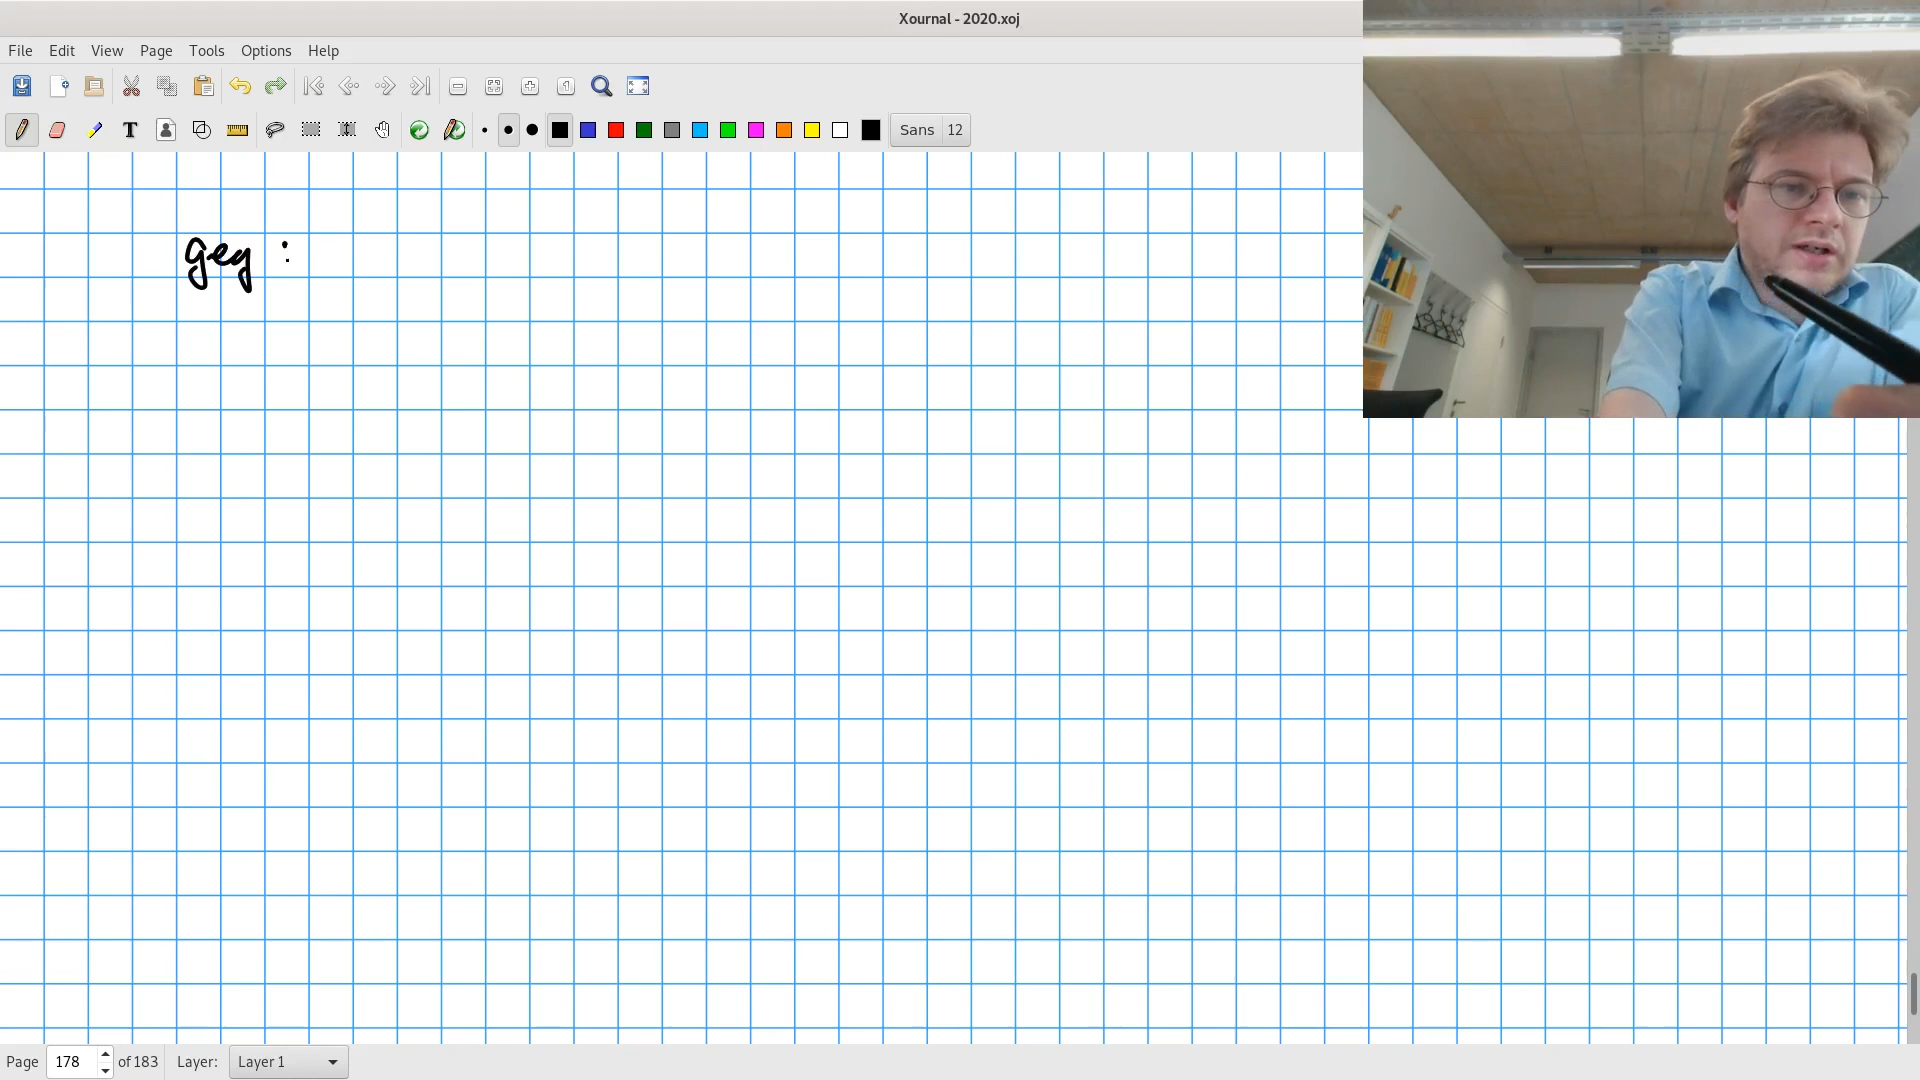 Xournal - 2020.xoj
File Edit View Page Tools Options Help
T Sans 12
geg :
Page 178 of 183 Layer: Layer 1